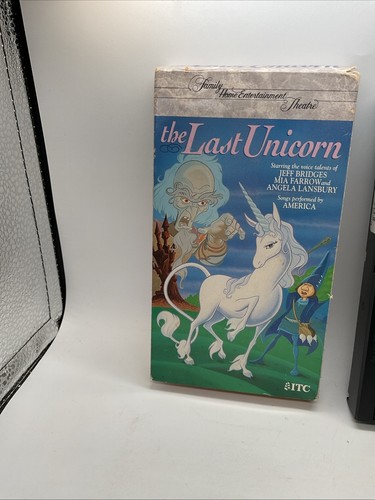 Family
Home Entertainment
Theatre
the Last Unicorn
Starring the voice talents of
JEFF BRIDGES
MIA FARROW and
ANGELA LANSBURY
Songs performed by
AMERICA
ITC